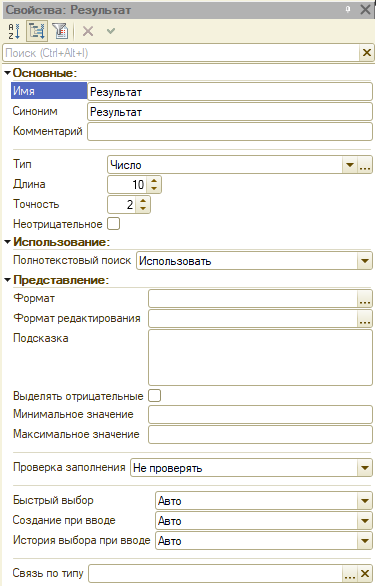 Свойства: Результат
Поиск (Ctrl+Alt+I)
Основные:
Имя Результат
Синоним Результат
Комментарий
Тип Число
Длина 10
Точность 2
Неотрицательное
Использование:
Полнотекстовый поиск Использовать
Представление:
Формат
Формат редактирования
Подсказка
Выделять отрицательные
Минимальное значение
Максимальное значение
Проверка заполнения Не проверять
Быстрый выбор Авто
Создание при вводе Авто
История выбора при вводе Авто
Связь по типу